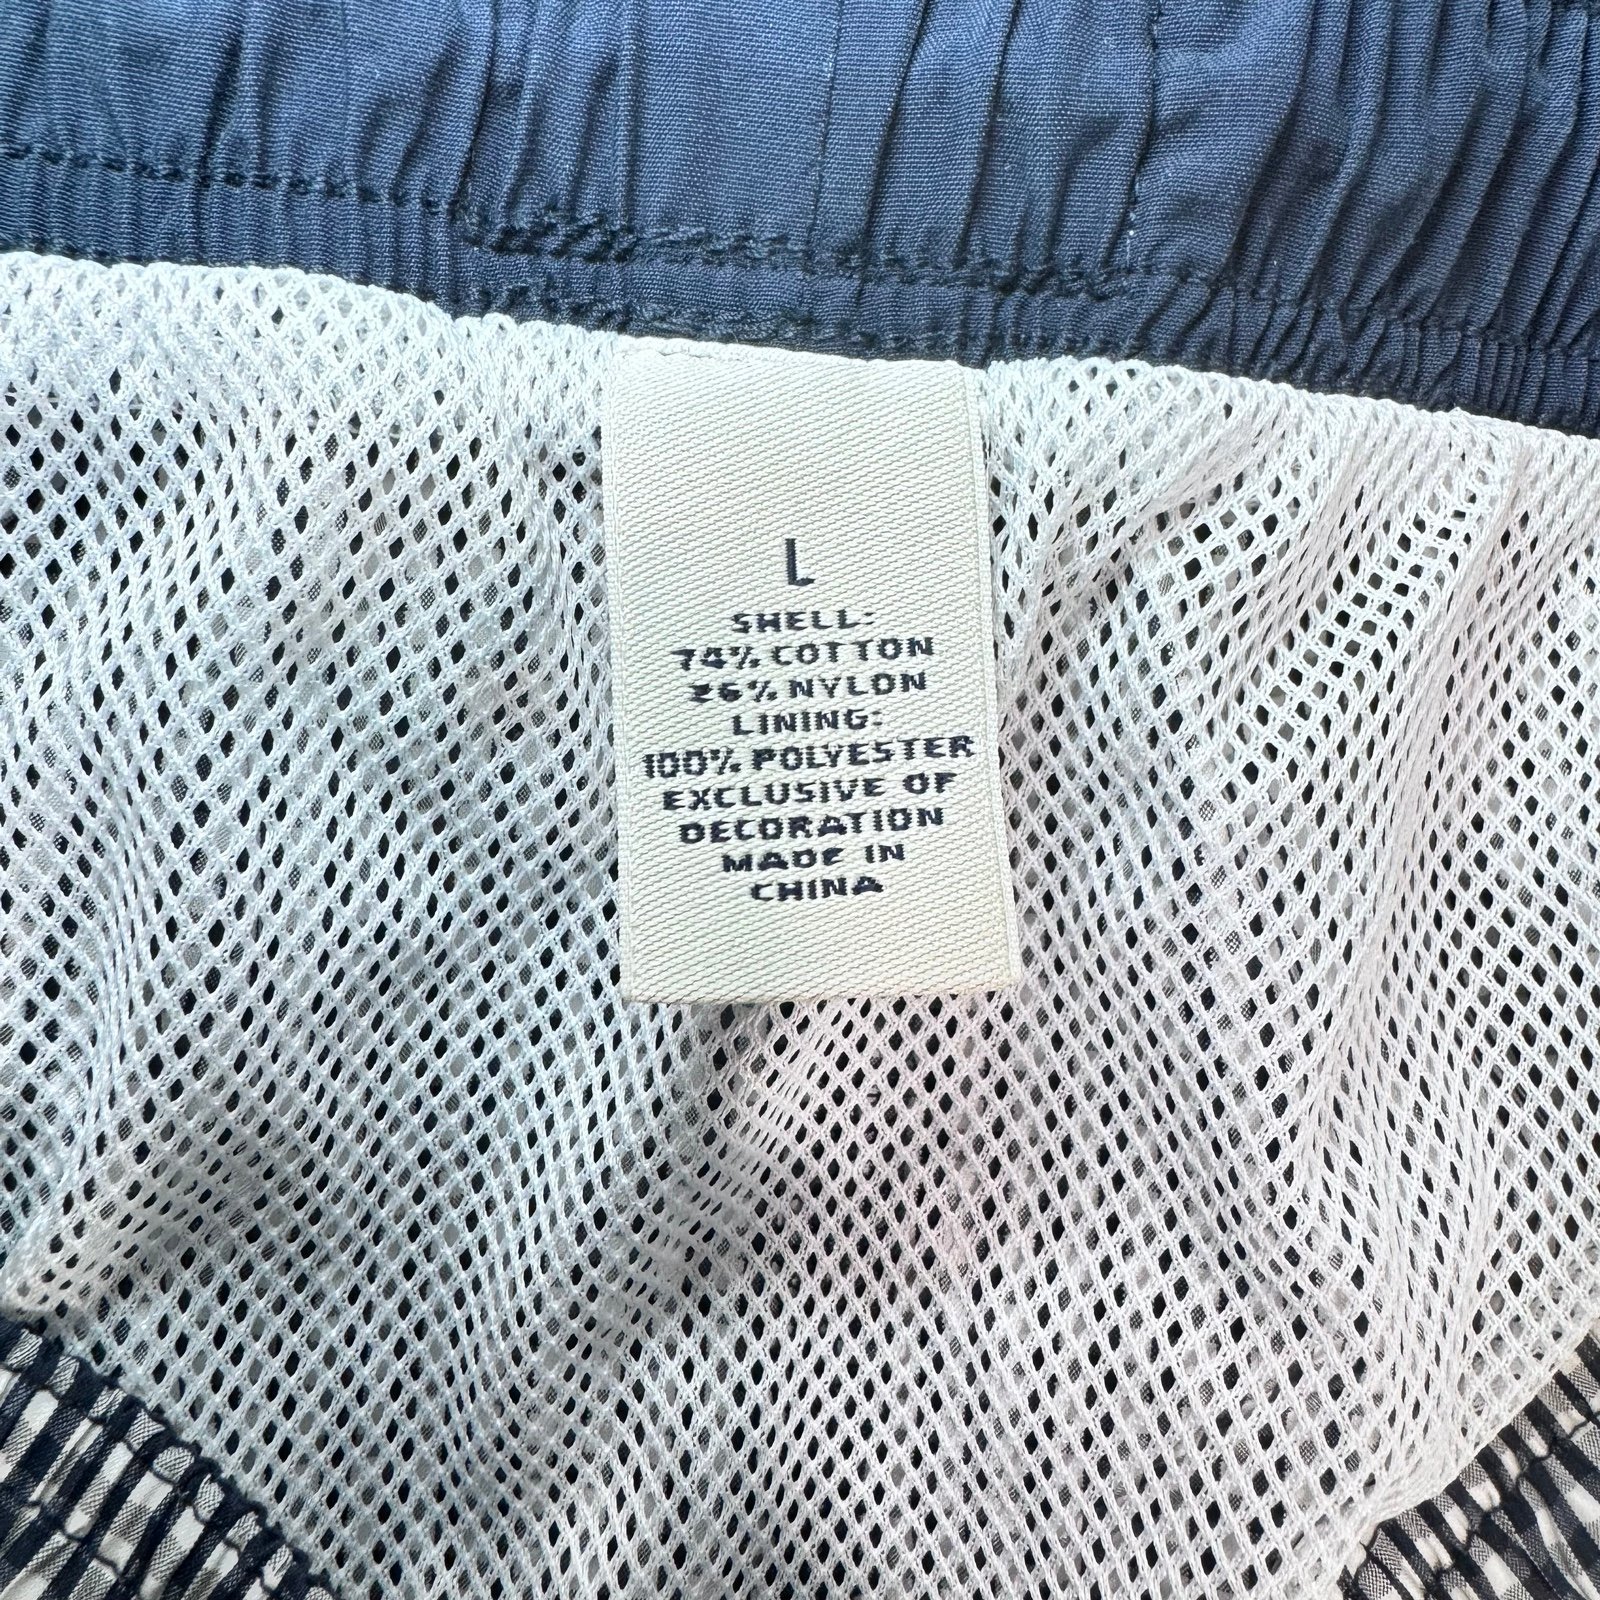 L
SHELL:
74% COTTON
26% NYLON
LINING:
100% POLYESTER
EXCLUSIVE OF
DECORATION
MADE IN
CHINA